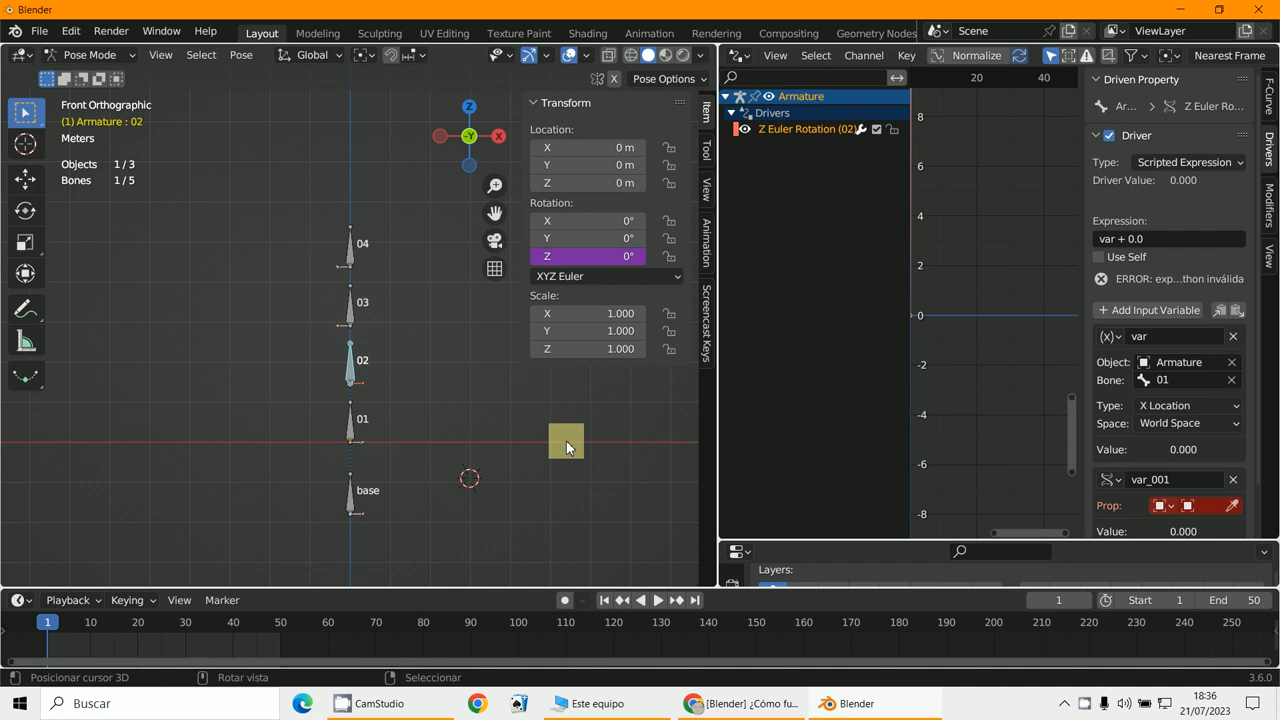 Blender
File Edit Render Window Help Layout Modeling Sculpting UV Editing Texture Paint Shading Animation Rendering Compositing Geometry Nodes Scene ViewLayer
Pose Mode View Select Pose Global
View Select Channel Key Normalize Nearest Frame
X Pose Options
20 40
Front Orthographic
(1) Armature : 02
Meters
Objects 1 / 3
Bones 1 / 5
Z
-Y
X
04
03
02
01
base
Transform
Location:
X 0 m
Y 0 m
Z 0 m
Rotation:
X 0°
Y 0°
Z 0°
XYZ Euler
Scale:
X 1.000
Y 1.000
Z 1.000
Item
Tool
View
Animation
Screencast Keys
Armature
Drivers
Z Euler Rotation (02)
8
6
4
2
0
-2
-4
-6
-8
Driven Property
Ar... Z Euler Ro...
Driver
Type: Scripted Expression
Driver Value: 0.000
Expression:
var + 0.0
Use Self
ERROR: exp...thon inválida
+ Add Input Variable
(x) var
Object: Armature
Bone: 01
Type: X Location
Space: World Space
Value: 0.000
var_001
Prop:
Value: 0.000
F-Curve
Drivers
Modifiers
View
Layers:
Playback Keying View Marker 1 Start 1 End 50
1 10 20 30 40 50 60 70 80 90 100 110 120 130 140 150 160 170 180 190 200 210 220 230 240 250
Posicionar cursor 3D Rotar vista Seleccionar 3.6.0
Buscar CamStudio Este equipo [Blender] ¿Cómo fu... Blender
18:36
21/07/2023